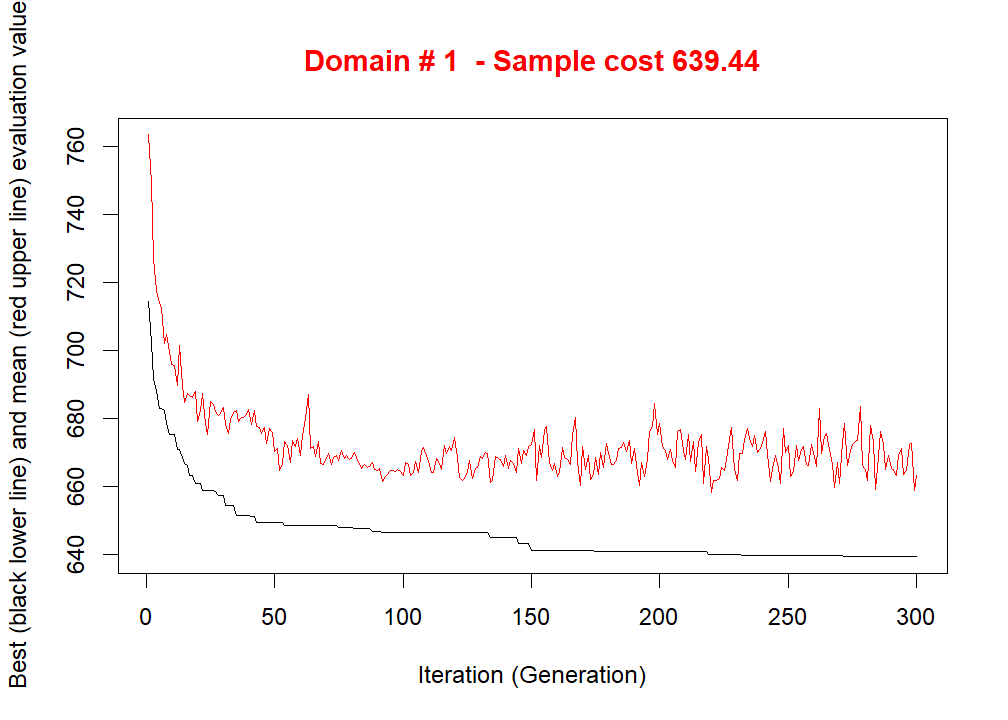 Domain # 1  - Sample cost 639.44
Best (black lower line) and mean (red upper line) evaluation value
760
740
720
700
680
660
640
0 50 100 150 200 250 300
Iteration (Generation)